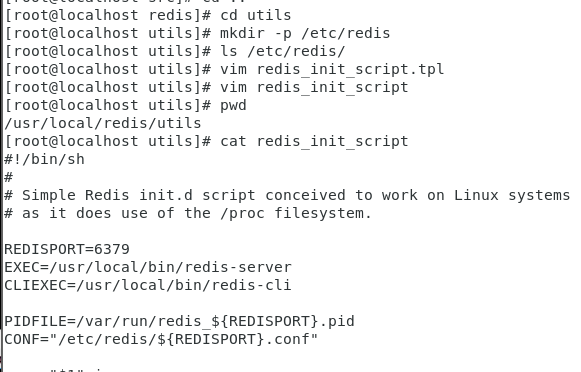 [root@localhost redis]# cd utils
[root@localhost utils]# mkdir -p /etc/redis
[root@localhost utils]# ls /etc/redis/
[root@localhost utils]# vim redis_init_script.tpl
[root@localhost utils]# vim redis_init_script
[root@localhost utils]# pwd
/usr/local/redis/utils
[root@localhost utils]# cat redis_init_script
#!/bin/sh
#
# Simple Redis init.d script conceived to work on Linux systems
# as it does use of the /proc filesystem.
REDISPORT=6379
EXEC=/usr/local/bin/redis-server
CLIEXEC=/usr/local/bin/redis-cli
PIDFILE=/var/run/redis_${REDISPORT}.pid
CONF="/etc/redis/${REDISPORT}.conf"